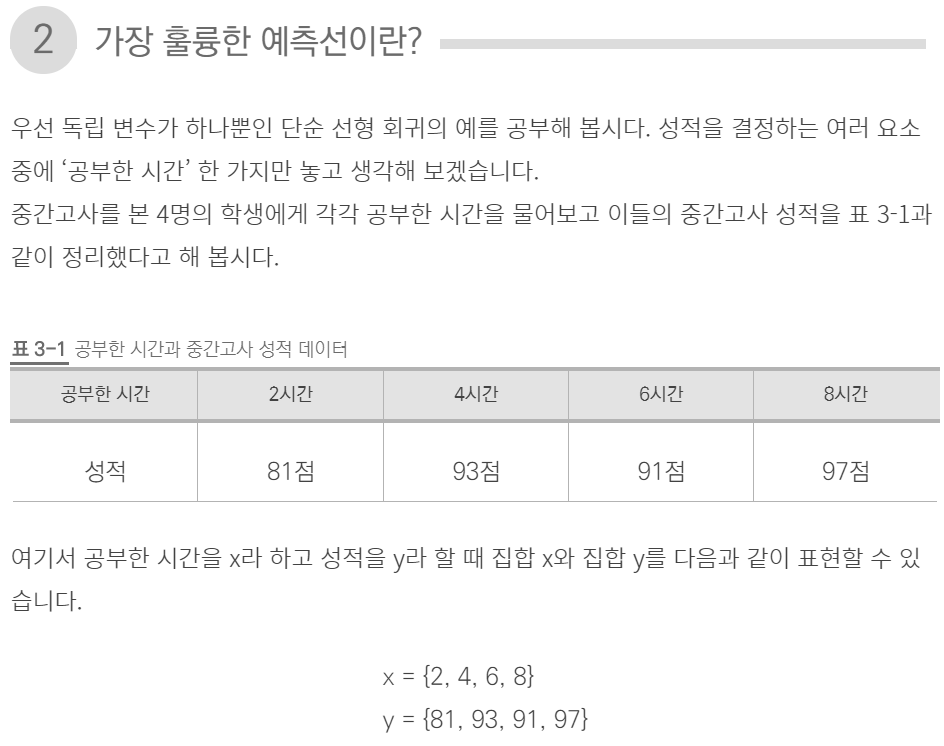 2 가장 훌륭한 예측선이란?
우선 독립 변수가 하나뿐인 단순 선형 회귀의 예를 공부해 봅시다. 성적을 결정하는 여러 요소
중에 ‘공부한 시간’ 한 가지만 놓고 생각해 보겠습니다.
중간고사를 본 4명의 학생에게 각각 공부한 시간을 물어보고 이들의 중간고사 성적을 표 3-1과
같이 정리했다고 해 봅시다.
표 3-1 공부한 시간과 중간고사 성적 데이터
공부한 시간 2시간 4시간 6시간 8시간
성적 81점 93점 91점 97점
여기서 공부한 시간을 x라 하고 성적을 y라 할 때 집합 x와 집합 y를 다음과 같이 표현할 수 있
습니다.
x = {2, 4, 6, 8}
y = {81, 93, 91, 97}